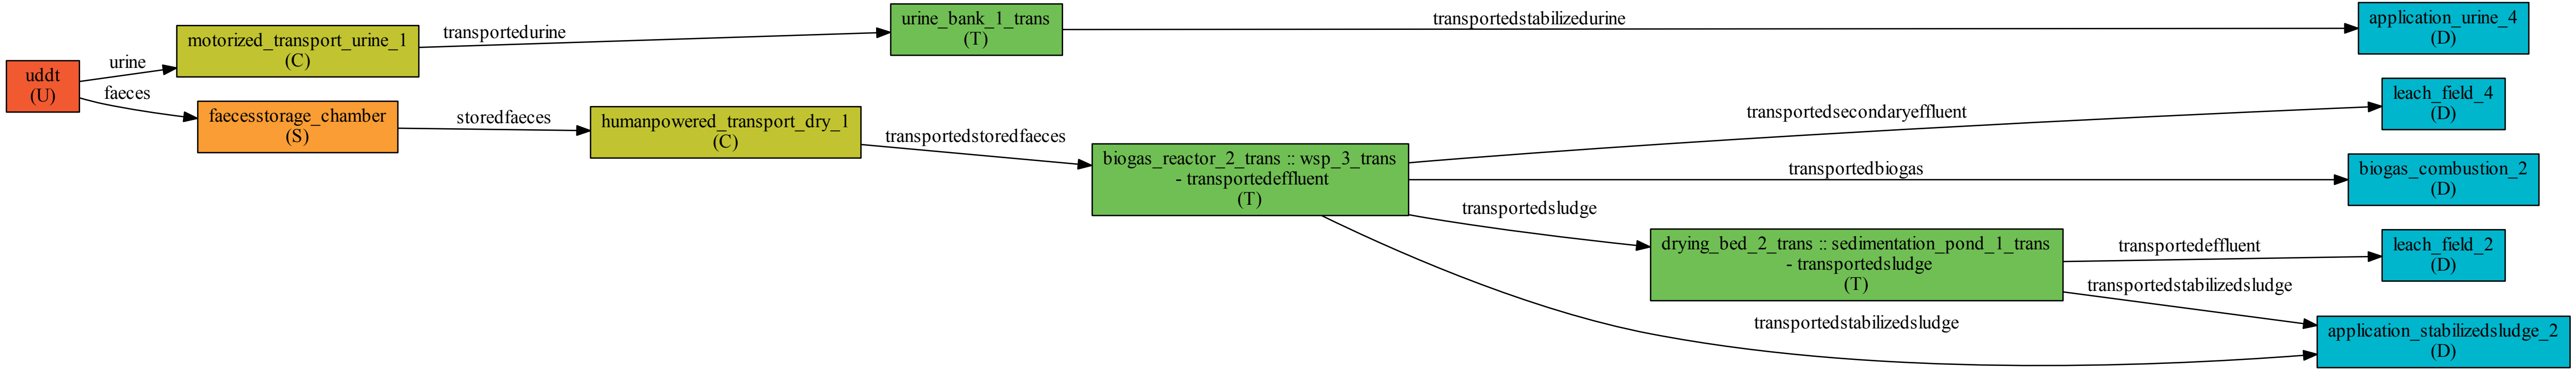 uddt
(U)
urine
faeces
motorized_transport_urine_1
(C)
faecesstorage_chamber
(S)
transportedurine
storedfaeces
humanpowered_transport_dry_1
(C)
urine_bank_1_trans
(T)
transportedstoredfaeces
biogas_reactor_2_trans :: wsp_3_trans
- transportedeffluent
(T)
transportedstabilizedurine
transportedsecondaryeffluent
transportedbiogas
transportedsludge
transportedstabilizedsludge
drying_bed_2_trans :: sedimentation_pond_1_trans
- transportedsludge
(T)
transportedeffluent
transportedstabilizedsludge
application_urine_4
(D)
leach_field_4
(D)
biogas_combustion_2
(D)
leach_field_2
(D)
application_stabilizedsludge_2
(D)